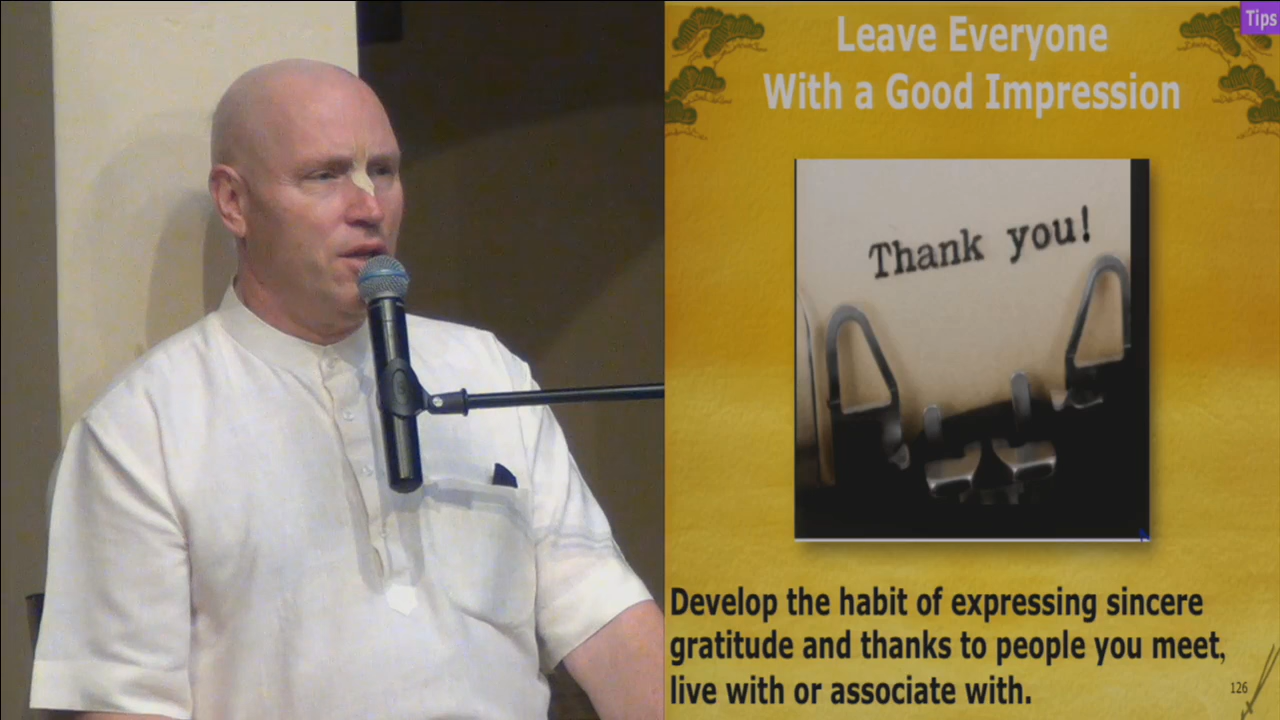 Tips
Leave Everyone
With a Good Impression
Thank you!
Develop the habit of expressing sincere
gratitude and thanks to people you meet,
live with or associate with.
126